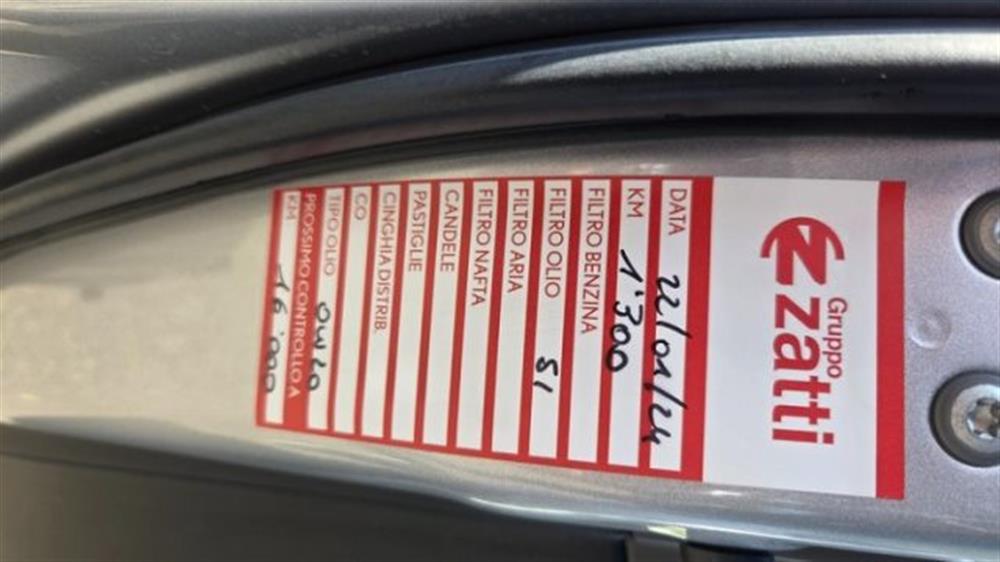 Gruppo
zatti
DATA 22/01/24
KM 1'300
FILTRO BENZINA
FILTRO OLIO SI
FILTRO ARIA
FILTRO NAFTA
CANDELE
PASTIGLIE
CINGHIA DISTRIB.
CO
TIPO OLIO 0W20
PROSSIMO CONTROLLO A
KM 16'000